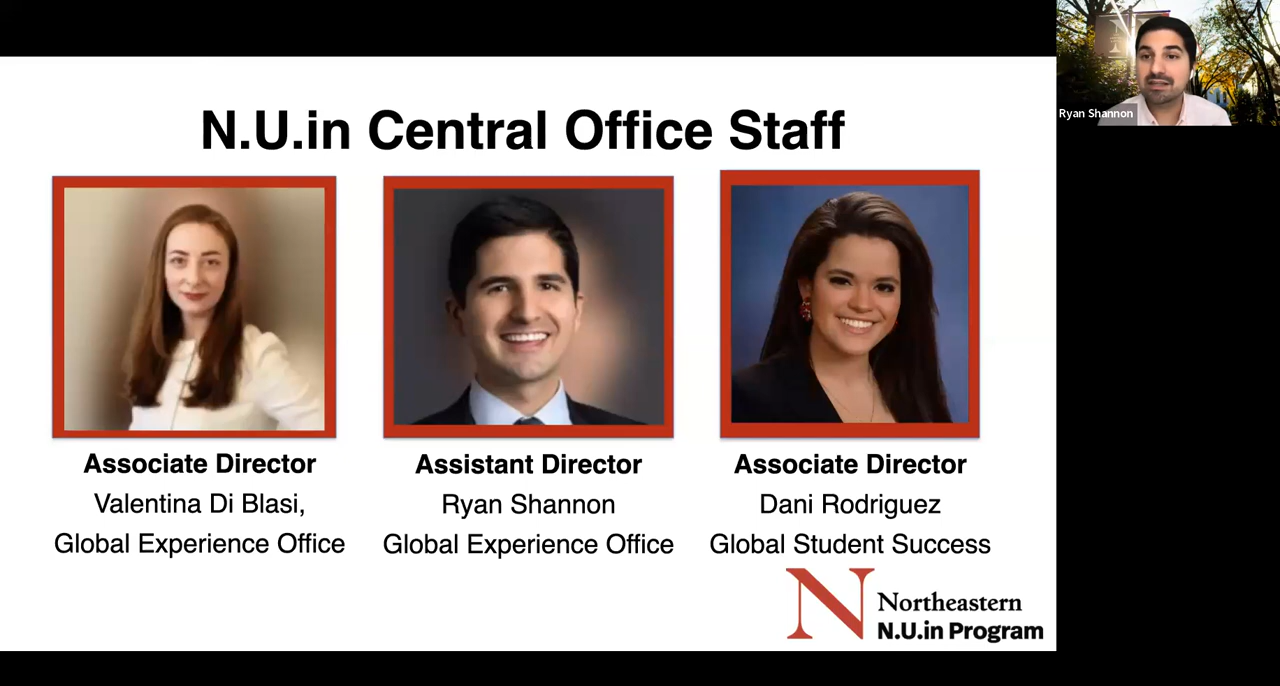 N.U.in Central Office Staff
Ryan Shannon
Associate Director
Valentina Di Blasi,
Global Experience Office
Assistant Director
Ryan Shannon
Global Experience Office
Associate Director
Dani Rodriguez
Global Student Success
N
Northeastern
N.U.in Program